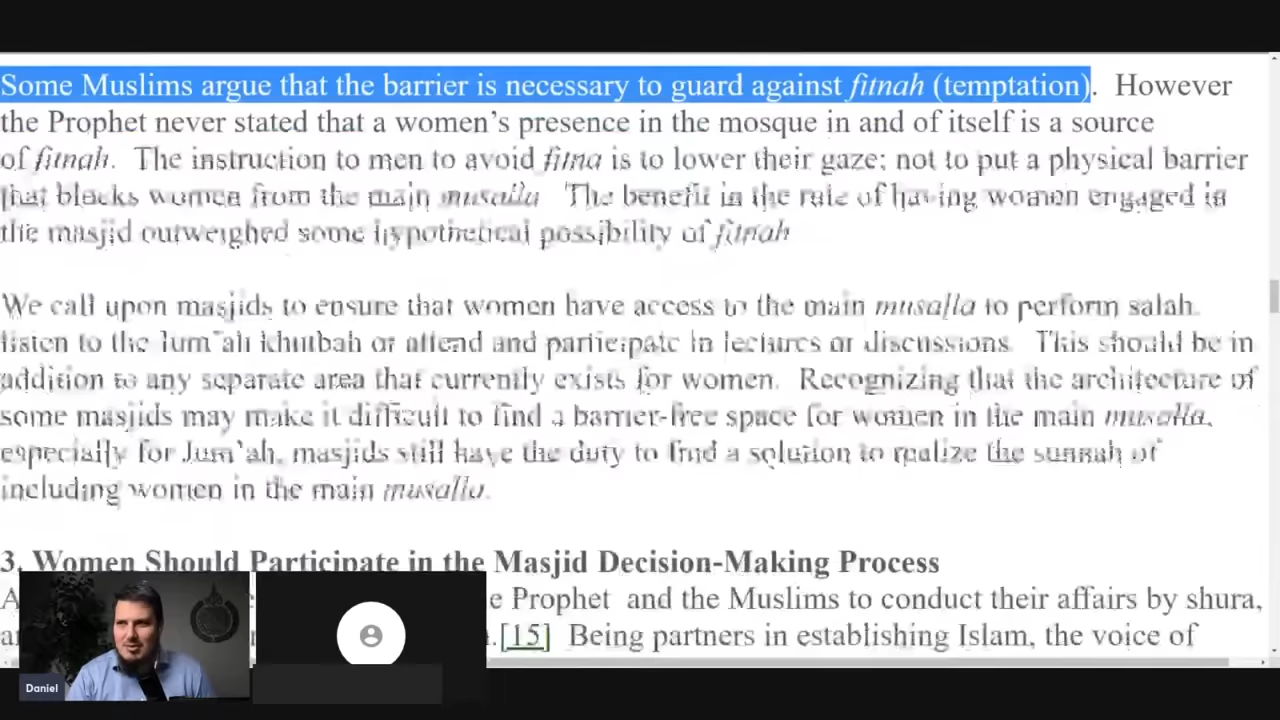 Some Muslims argue that the barrier is necessary to guard against fitnah (temptation). However
the Prophet never stated that a women's presence in the mosque in and of itself is a source
of fitnah. The instruction to men to avoid fitna is to lower their gaze; not to put a physical barrier
that blocks women from the main musalla The benefit in the rule of having women engaged in
the masjid outweighed some hypothetical possibility of fitnah
We call upon masjids to ensure that women have access to the main musalla to perform salah.
listen to the Jum`ah khutbah or attend and participate in lectures or discussions. This should be in
addition to any separate area that currently exists for women. Recognizing that the architecture of
some masjids may make it difficult to find a barrier-free space for women in the main musalla,
especially for Jum'ah, masjids still have the duty to find a solution to realize the sunnah of
including women in the main musalla.
3. Women Should Participate in the Masjid Decision-Making Process
e Prophet and the Muslims to conduct their affairs by shura,
.[15] Being partners in establishing Islam, the voice of
Daniel